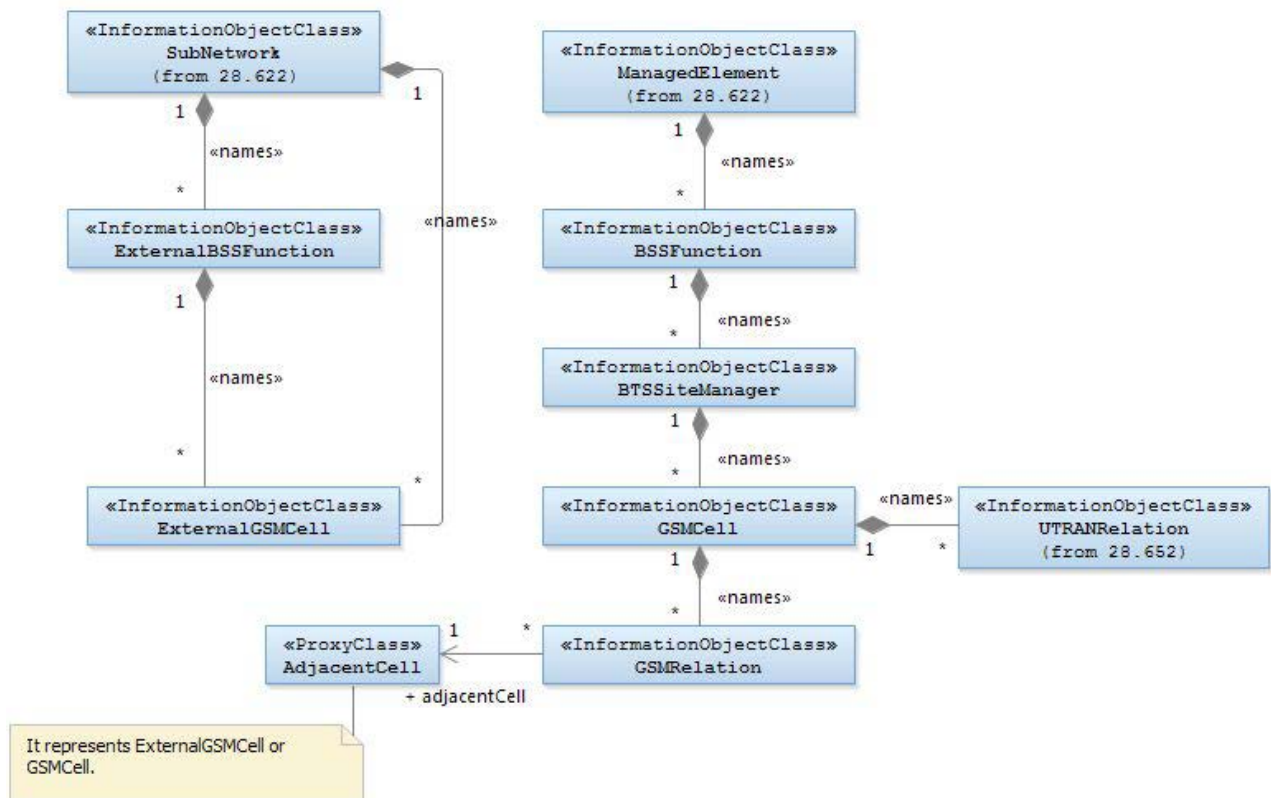 «InformationObjectClass»
SubNetwork
(from 28.622)
1
1
«names»
*
«names»
«InformationObjectClass»
ExternalBSSFunction
1
«names»
*
*
«InformationObjectClass»
ExternalGSMCell
«InformationObjectClass»
ManagedElement
(from 28.622)
1
«names»
*
«InformationObjectClass»
BSSFunction
1
«names»
*
«InformationObjectClass»
BTSSiteManager
1
«names»
*
«InformationObjectClass»
GSMCell
1
«names»
*
1
«names»
*
«InformationObjectClass»
UTRANRelation
(from 28.652)
«InformationObjectClass»
GSMRelation
*
1
+ adjacentCell
«ProxyClass»
AdjacentCell
It represents ExternalGSMCell or
GSMCell.